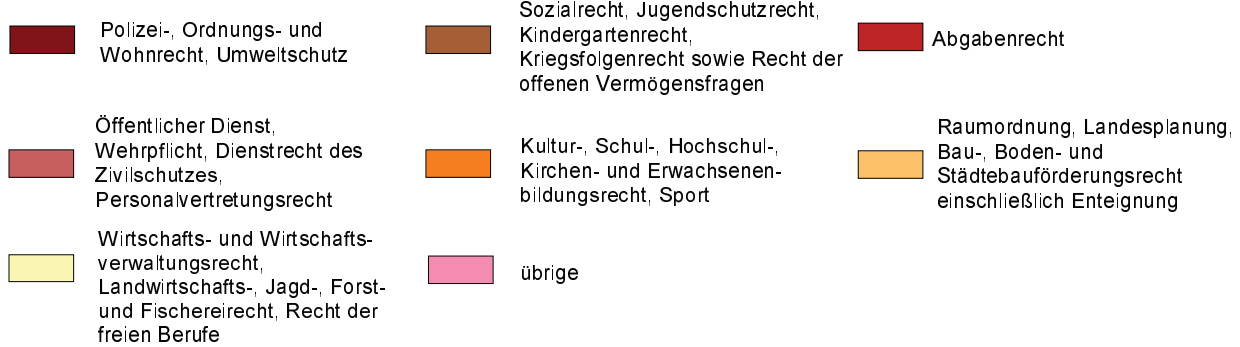 Polizei-, Ordnungs- und
Wohnrecht, Umweltschutz
Sozialrecht, Jugendschutzrecht,
Kindergartenrecht,
Kriegsfolgenrecht sowie Recht der
offenen Vermögensfragen
Abgabenrecht
Öffentlicher Dienst,
Wehrpflicht, Dienstrecht des
Zivilschutzes,
Personalvertretungsrecht
Kultur-, Schul-, Hochschul-,
Kirchen- und Erwachsenen-
bildungsrecht, Sport
Raumordnung, Landesplanung,
Bau-, Boden- und
Städtebauförderungsrecht
einschließlich Enteignung
Wirtschafts- und Wirtschafts-
verwaltungsrecht,
Landwirtschafts-, Jagd-, Forst-
und Fischereirecht, Recht der
freien Berufe
übrige